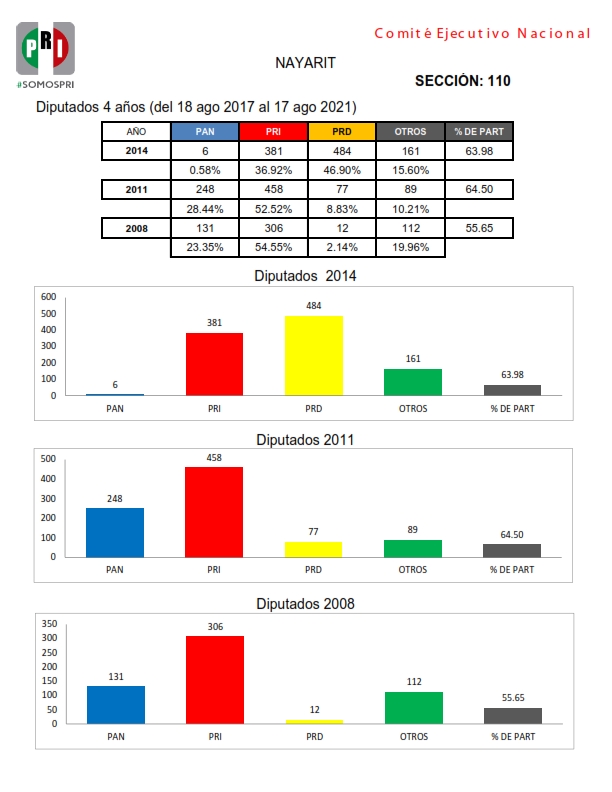 PRI
#SOMOSPRI
Comité Ejecutivo Nacional
NAYARIT
SECCIÓN: 110
Diputados 4 años (del 18 ago 2017 al 17 ago 2021)
AÑO PAN PRI PRD OTROS % DE PART
2014 6 381 484 161 63.98
0.58% 36.92% 46.90% 15.60%
2011 248 458 77 89 64.50
28.44% 52.52% 8.83% 10.21%
2008 131 306 12 112 55.65
23.35% 54.55% 2.14% 19.96%
Diputados 2014
600
500
400
300
200
100
0
6 381 484 161 63.98
PAN PRI PRD OTROS % DE PART
Diputados 2011
500
400
300
200
100
0
248 458 77 89 64.50
PAN PRI PRD OTROS % DE PART
Diputados 2008
350
300
250
200
150
100
50
0
131 306 12 112 55.65
PAN PRI PRD OTROS % DE PART